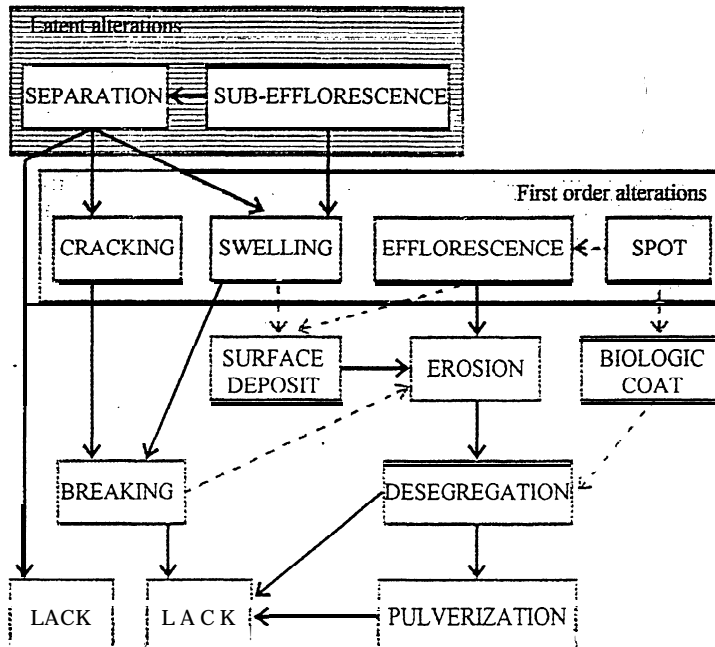 Latent alterations
SEPARATION SUB-EFFLORESCENCE
First order alterations
CRACKING SWELLING EFFLORESCENCE SPOT
SURFACE
DEPOSIT
EROSION
BIOLOGIC
COAT
BREAKING DESEGREGATION
LACK LACK PULVERIZATION